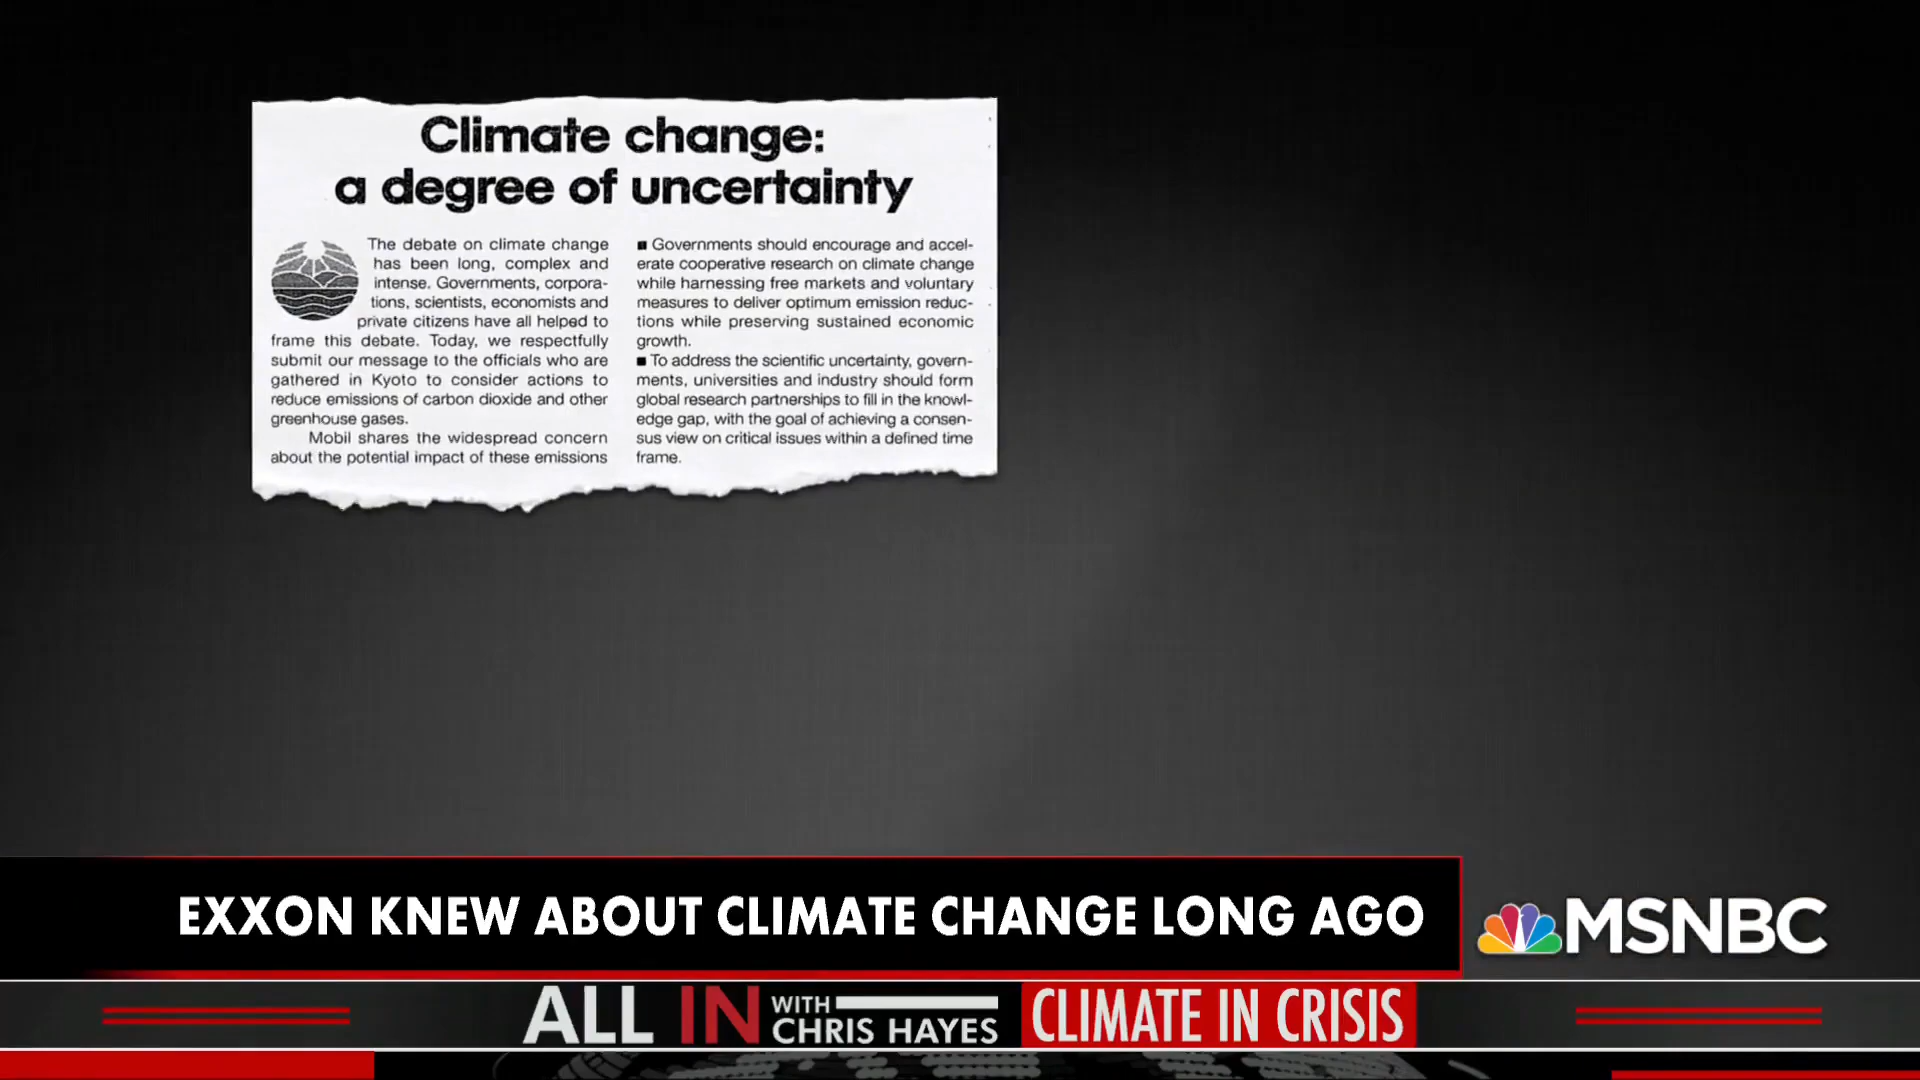 Climate change:
a degree of uncertainty
The debate on climate change
has been long, complex and
intense. Governments, corpora-
tions, scientists, economists and
private citizens have all helped to
frame this debate. Today, we respectfully
submit our message to the officials who are
gathered in Kyoto to consider actions to
reduce emissions of carbon dioxide and other
greenhouse gases.
Mobil shares the widespread concern
about the potential impact of these emissions
■ Governments should encourage and accel-
erate cooperative research on climate change
while harnessing free markets and voluntary
measures to deliver optimum emission reduc-
tions while preserving sustained economic
growth.
■ To address the scientific uncertainty, govern-
ments, universities and industry should form
global research partnerships to fill in the knowl-
edge gap, with the goal of achieving a consen-
sus view on critical issues within a defined time
frame.
EXXON KNEW ABOUT CLIMATE CHANGE LONG AGO
MSNBC
ALL IN WITH CHRIS HAYES
CLIMATE IN CRISIS